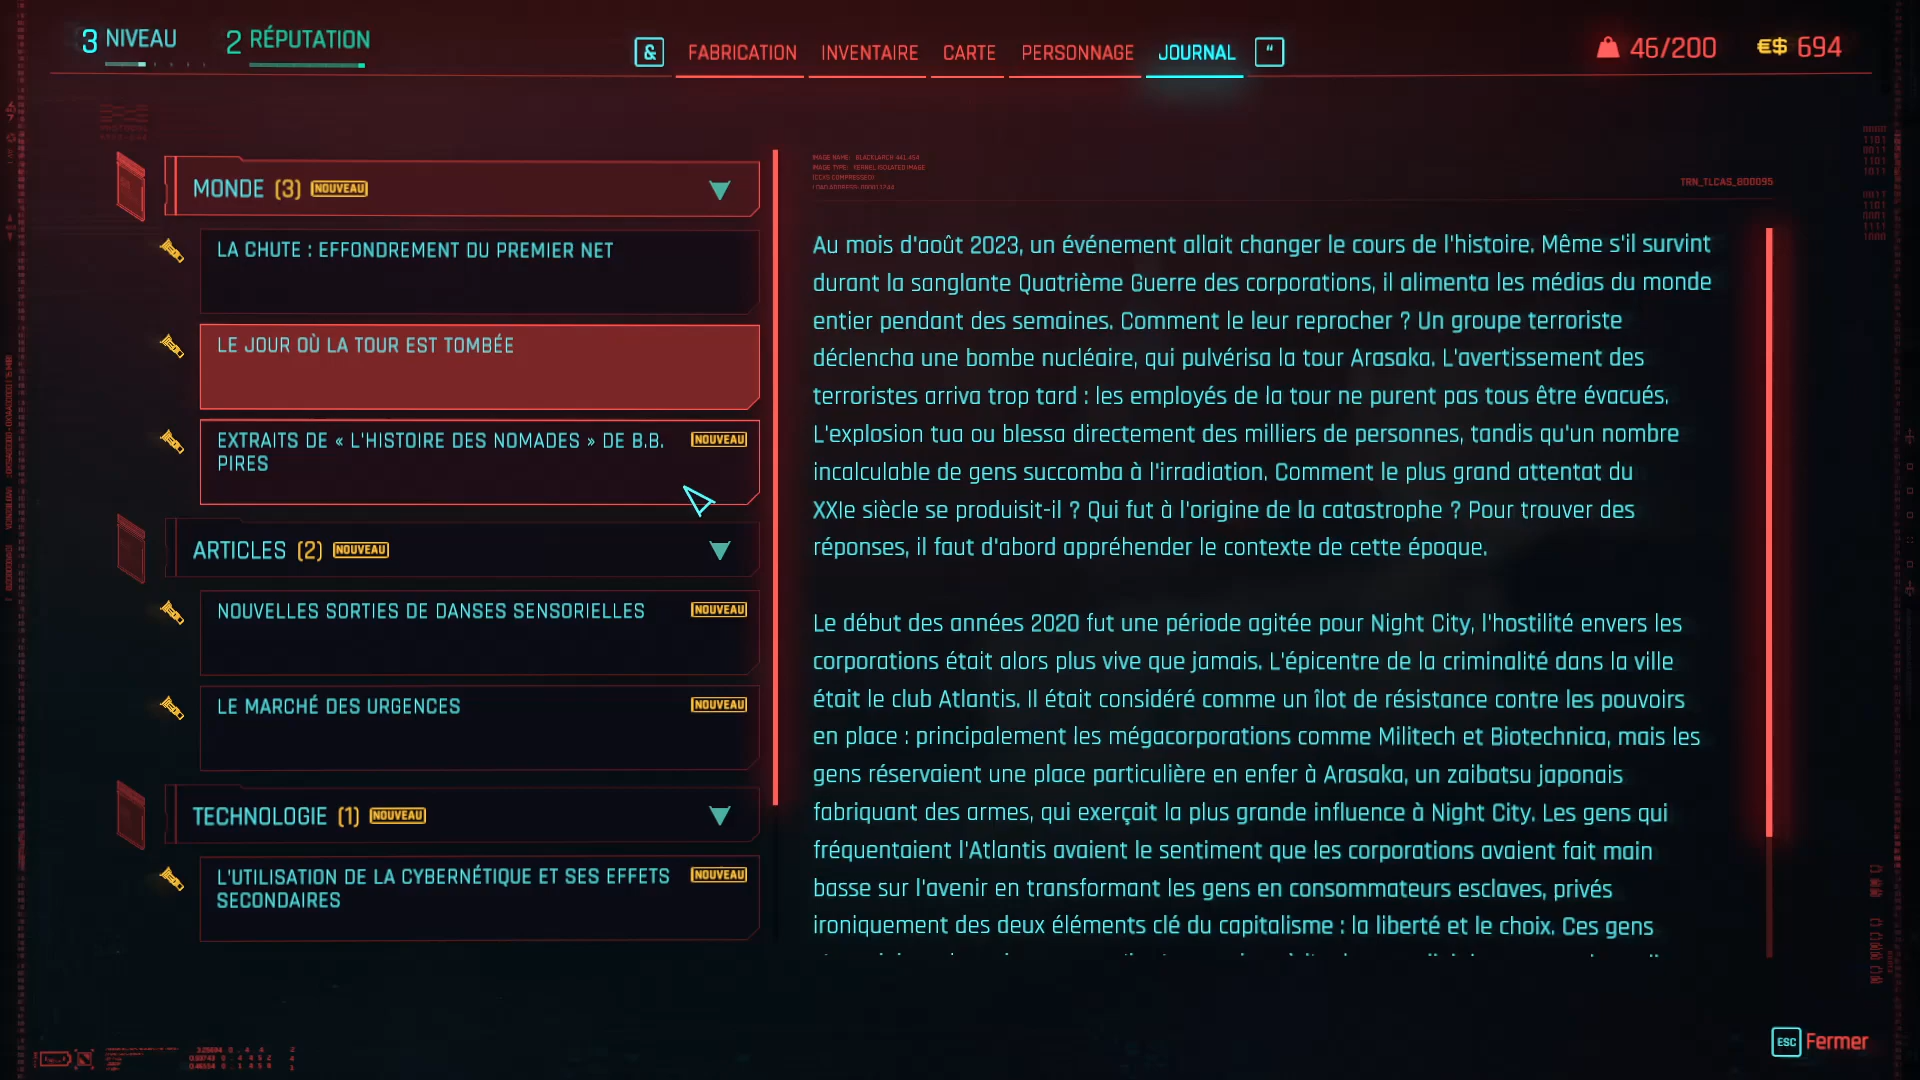 3 NIVEAU
2 RÉPUTATION
&
FABRICATION
INVENTAIRE
CARTE
PERSONNAGE
JOURNAL
“
46/200
€$ 694
MONDE (3) NOUVEAU
LA CHUTE : EFFONDREMENT DU PREMIER NET
LE JOUR OÙ LA TOUR EST TOMBÉE
EXTRAITS DE « L'HISTOIRE DES NOMADES » DE B.B. NOUVEAU
PIRES
ARTICLES (2) NOUVEAU
NOUVELLES SORTIES DE DANSES SENSORIELLES NOUVEAU
LE MARCHÉ DES URGENCES NOUVEAU
TECHNOLOGIE (1) NOUVEAU
L'UTILISATION DE LA CYBERNÉTIQUE ET SES EFFETS NOUVEAU
SECONDAIRES
TRN_TLCAS_800095
Au mois d'août 2023, un événement allait changer le cours de l'histoire. Même s'il survint
durant la sanglante Quatrième Guerre des corporations, il alimenta les médias du monde
entier pendant des semaines. Comment le leur reprocher ? Un groupe terroriste
déclencha une bombe nucléaire, qui pulvérisa la tour Arasaka. L'avertissement des
terroristes arriva trop tard : les employés de la tour ne purent pas tous être évacués.
L'explosion tua ou blessa directement des milliers de personnes, tandis qu'un nombre
incalculable de gens succomba à l'irradiation. Comment le plus grand attentat du
XXIe siècle se produisit-il ? Qui fut à l'origine de la catastrophe ? Pour trouver des
réponses, il faut d'abord appréhender le contexte de cette époque.
Le début des années 2020 fut une période agitée pour Night City, l'hostilité envers les
corporations était alors plus vive que jamais. L'épicentre de la criminalité dans la ville
était le club Atlantis. Il était considéré comme un îlot de résistance contre les pouvoirs
en place : principalement les mégacorporations comme Militech et Biotechnica, mais les
gens réservaient une place particulière en enfer à Arasaka, un zaibatsu japonais
fabriquant des armes, qui exerçait la plus grande influence à Night City. Les gens qui
fréquentaient l'Atlantis avaient le sentiment que les corporations avaient fait main
basse sur l'avenir en transformant les gens en consommateurs esclaves, privés
ironiquement des deux éléments clé du capitalisme : la liberté et le choix. Ces gens
ESC Fermer